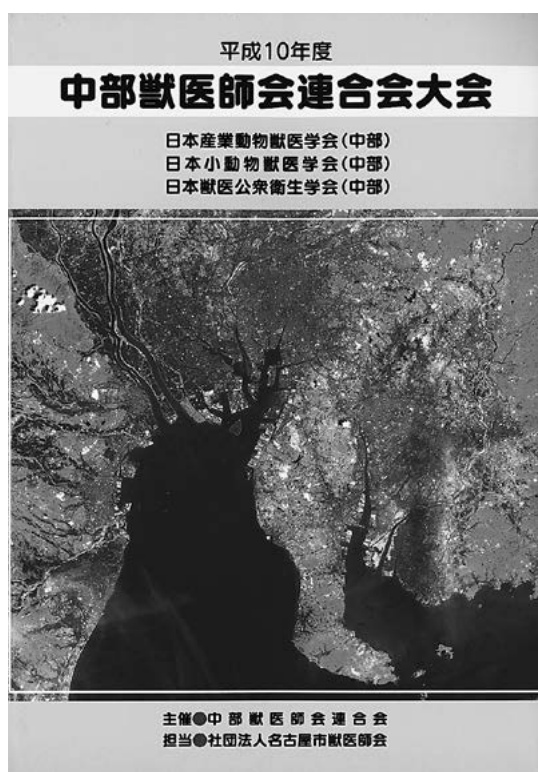 平成10年度
中部獣医師会連合会大会
日本産業動物獣医学会(中部)
日本小動物獣医学会(中部)
日本獣医公衆衛生学会(中部)
主催●中部獣医師会連合会
担当●社団法人名古屋市獣医師会